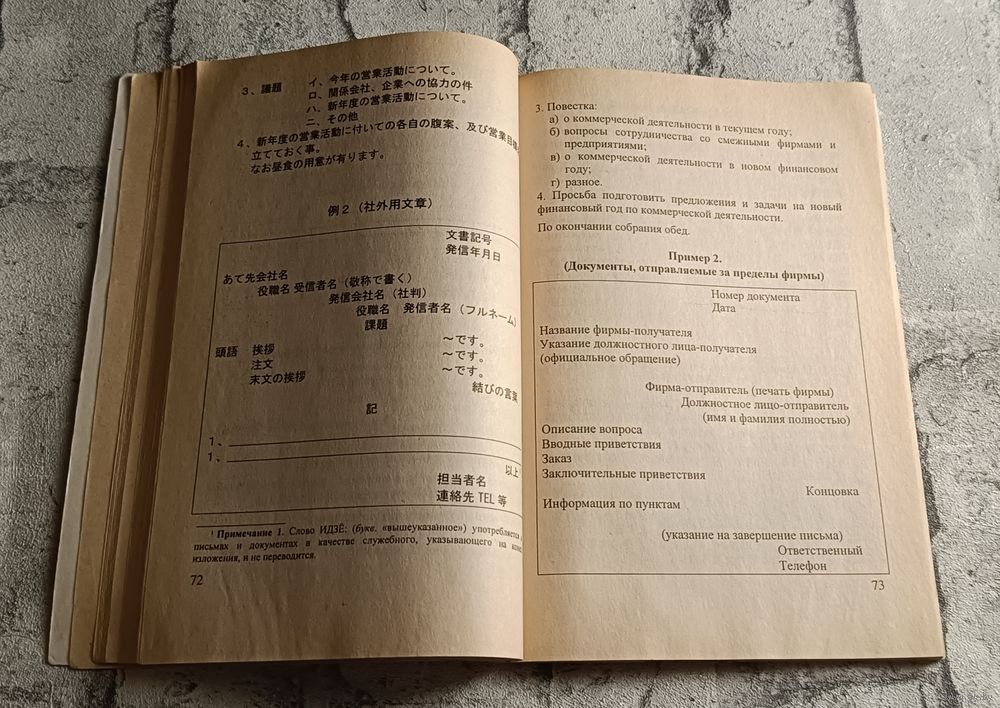 3、議題 イ、今年の営業活動について。
ロ、関係会社、企業への協力の件
ハ、新年度の営業活動について。
ニ、その他
4、新年度の営業活動に付いての各自の腹案、及び営業目標
立てておく事。
なお昼食の用意が有ります。
例2(社外用文章)
文書記号
発信年月日
あて先会社名
役職名 受信者名(敬称で書く)
発信会社名(社判)
役職名 発信者名(フルネーム)
課題
頭語 挨拶 〜です。
注文 〜です。
末文の挨拶 〜です。
結びの言葉
記
1、
1、
以上¹
担当者名
連絡先 TEL 等
¹ Примечание 1. Слово ИДЗЁ: (букв. «вышеуказанное») употребляется
письмах и документах в качестве служебного, указывающего на
изложения, и не переводится.
72
3. Повестка:
а) о коммерческой деятельности в текущем году;
б) вопросы сотрудничества со смежными фирмами и
предприятиями;
в) о коммерческой деятельности в новом финансовом
году;
г) разное.
4. Просьба подготовить предложения и задачи на новый
финансовый год по коммерческой деятельности.
По окончании собрания обед.
Пример 2.
(Документы, отправляемые за пределы фирмы)
Номер документа
Дата
Название фирмы-получателя
Указание должностного лица-получателя
(официальное обращение)
Фирма-отправитель (печать фирмы)
Должностное лицо-отправитель
(имя и фамилия полностью)
Описание вопроса
Вводные приветствия
Заказ
Заключительные приветствия
Концовка
Информация по пунктам
(указание на завершение письма)
Ответственный
Телефон
73